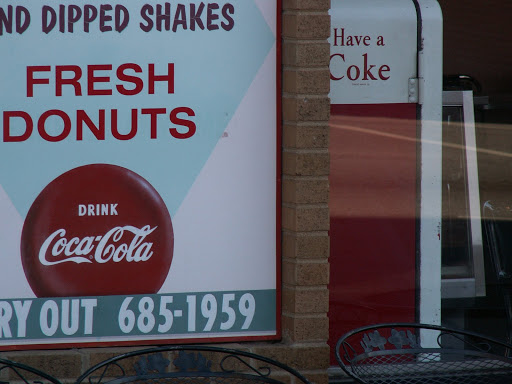 ND DIPPED SHAKES
FRESH
DONUTS
DRINK
Coca-Cola
RY OUT 685-1959
Have a
Coke